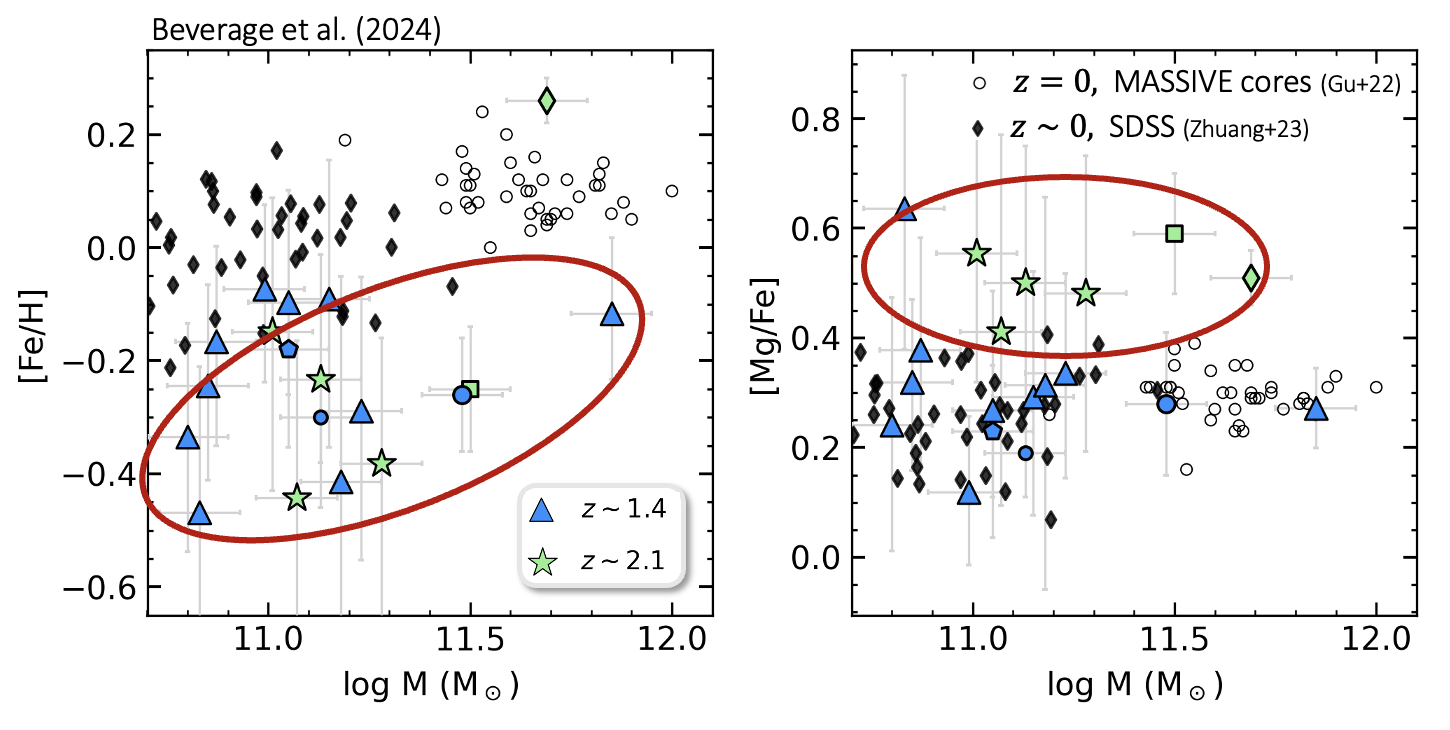 Beverage et al. (2024)
[Fe/H]
0.2
0.0
−0.2
−0.4
−0.6
z ~ 1.4
z ~ 2.1
11.0 11.5 12.0
log M (M⊙)
[Mg/Fe]
z = 0, MASSIVE cores (Gu+22)
z ~ 0, SDSS (Zhuang+23)
0.8
0.6
0.4
0.2
0.0
11.0 11.5 12.0
log M (M⊙)